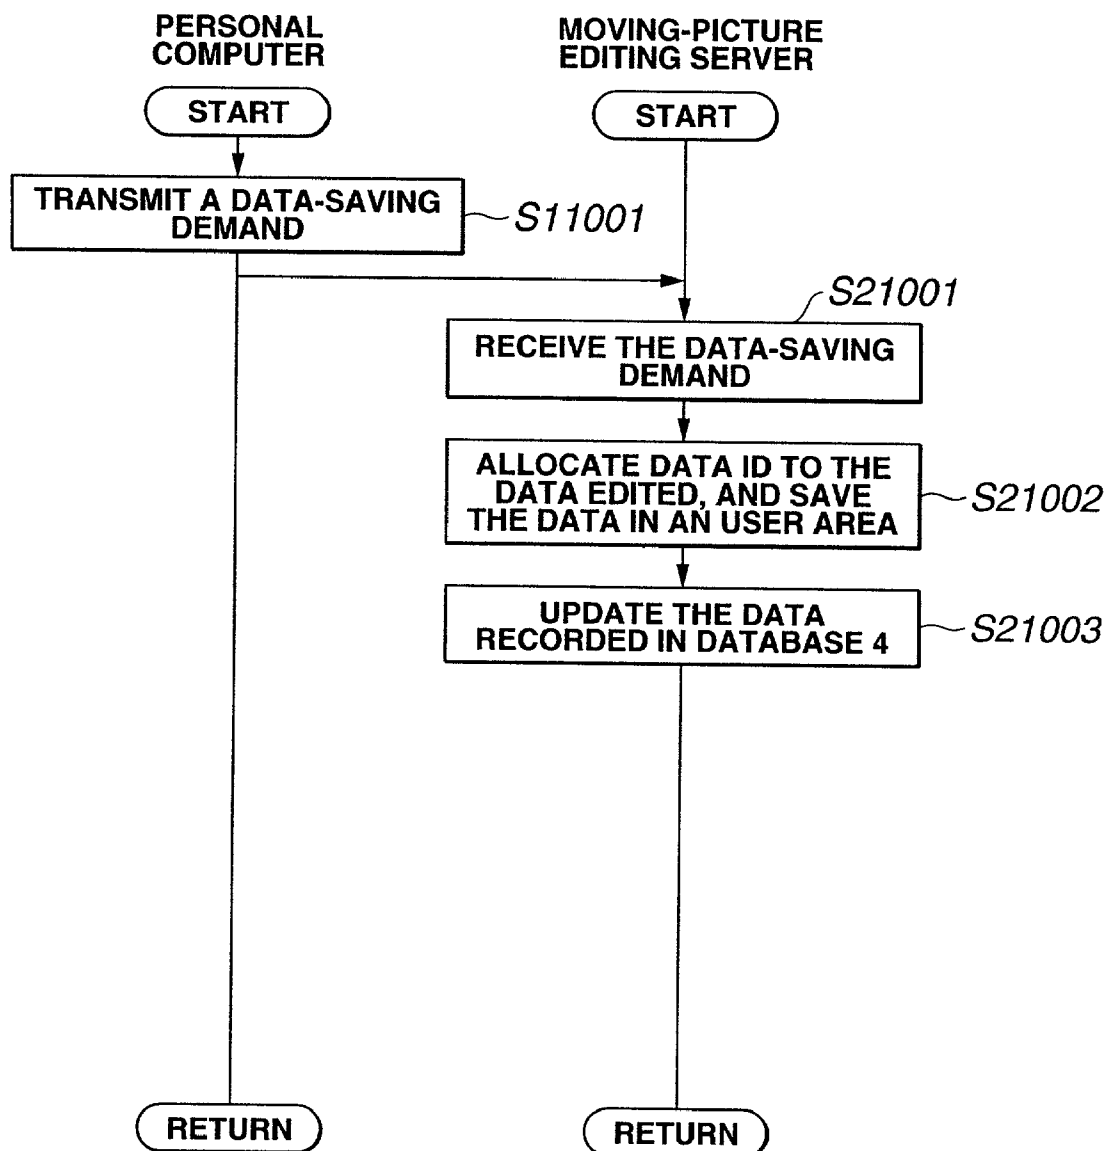 PERSONAL
COMPUTER
MOVING-PICTURE
EDITING SERVER
START
START
TRANSMIT A DATA-SAVING
DEMAND
S11001
S21001
RECEIVE THE DATA-SAVING
DEMAND
ALLOCATE DATA ID TO THE
DATA EDITED, AND SAVE
THE DATA IN AN USER AREA
S21002
UPDATE THE DATA
RECORDED IN DATABASE 4
S21003
RETURN
RETURN